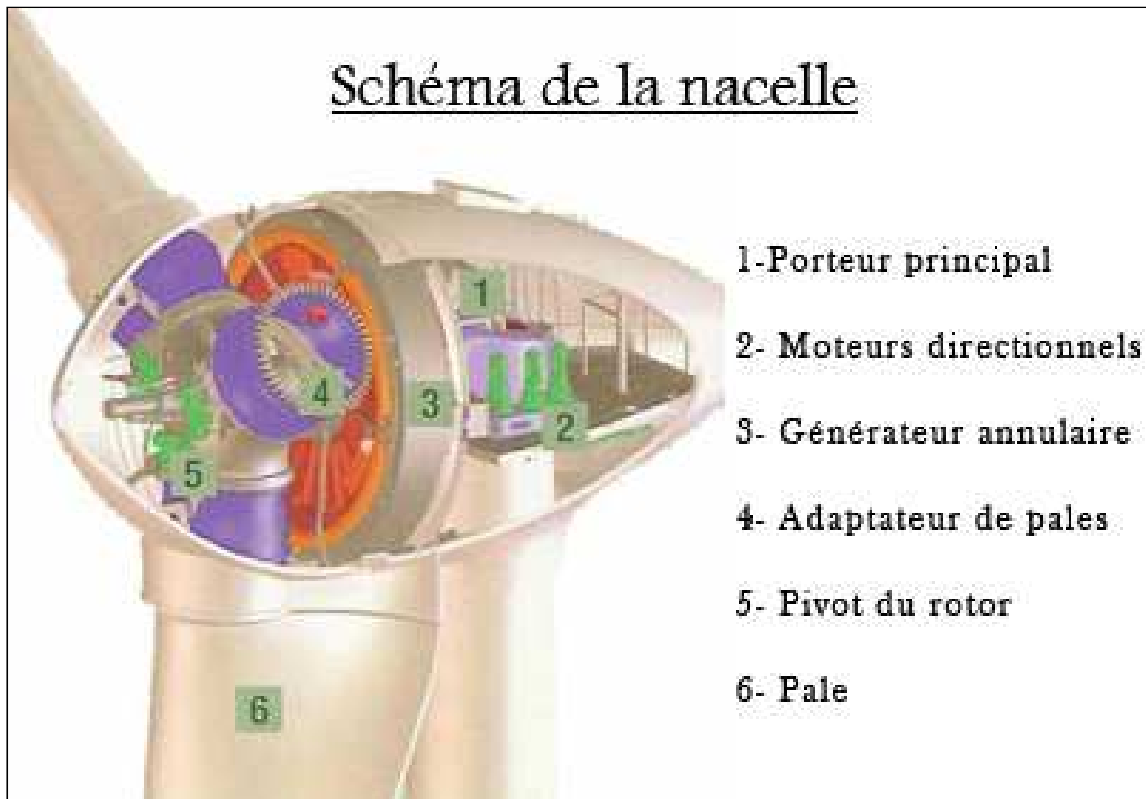 Schéma de la nacelle
1-Porteur principal
2- Moteurs directionnels
3- Générateur annulaire
4- Adaptateur de pales
5- Pivot du rotor
6- Pale
1
2
3
4
5
6